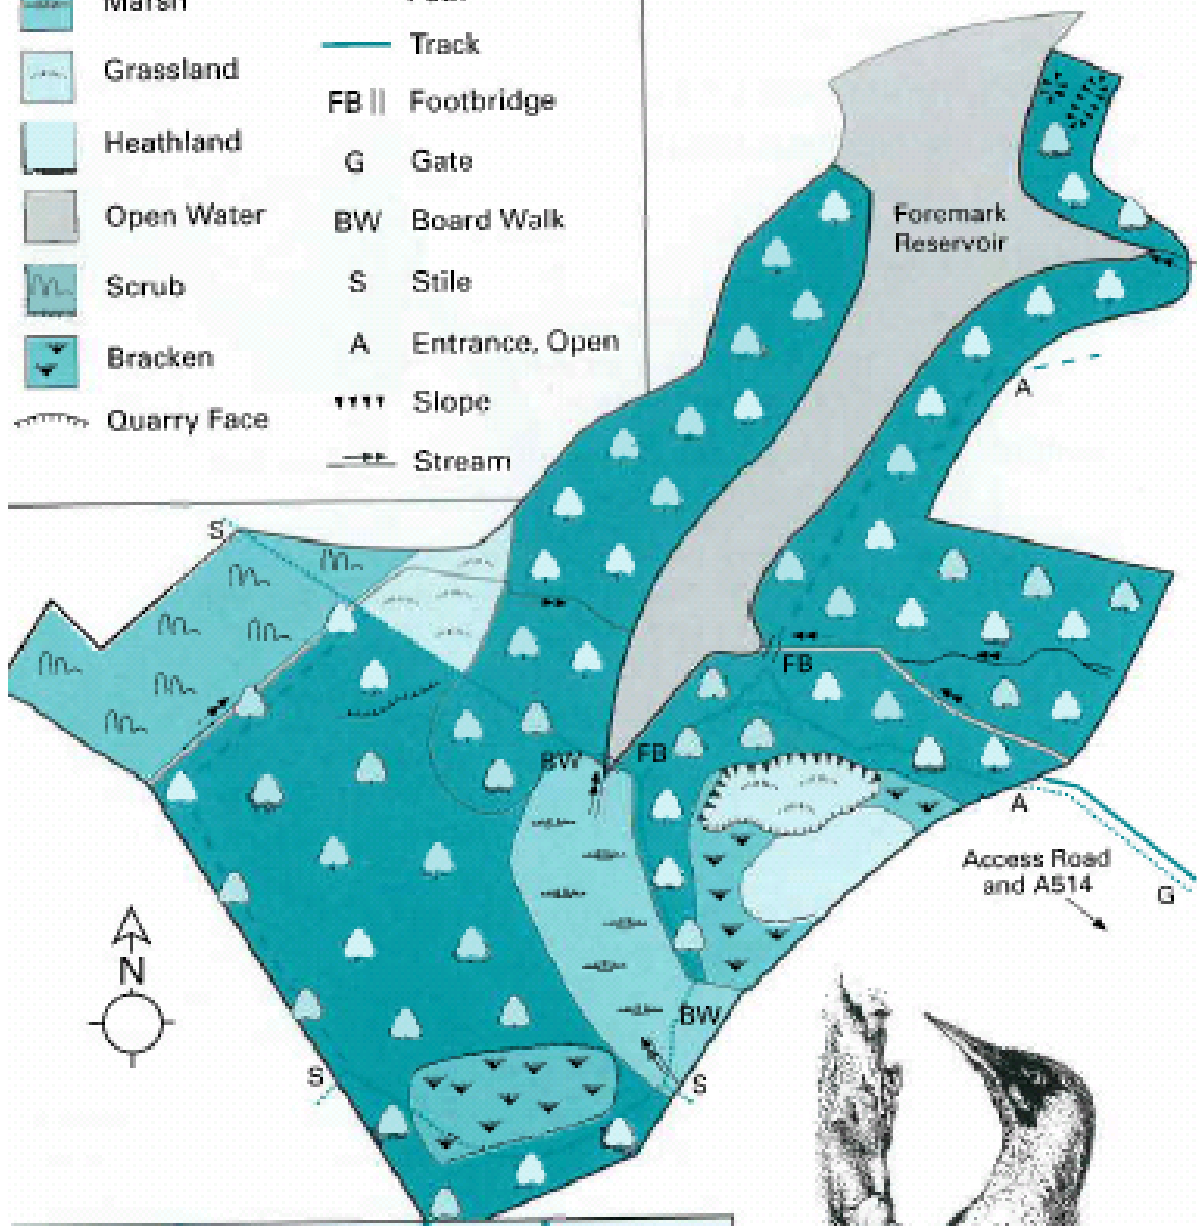 Marsh
Grassland
Heathland
Open Water
Scrub
Bracken
Quarry Face
Track
FB || Footbridge
G Gate
BW Board Walk
S Stile
A Entrance, Open
Slope
Stream
Foremark
Reservoir
A
S
FB
BW
FB
A
Access Road
and A514
G
N
BW
S
S